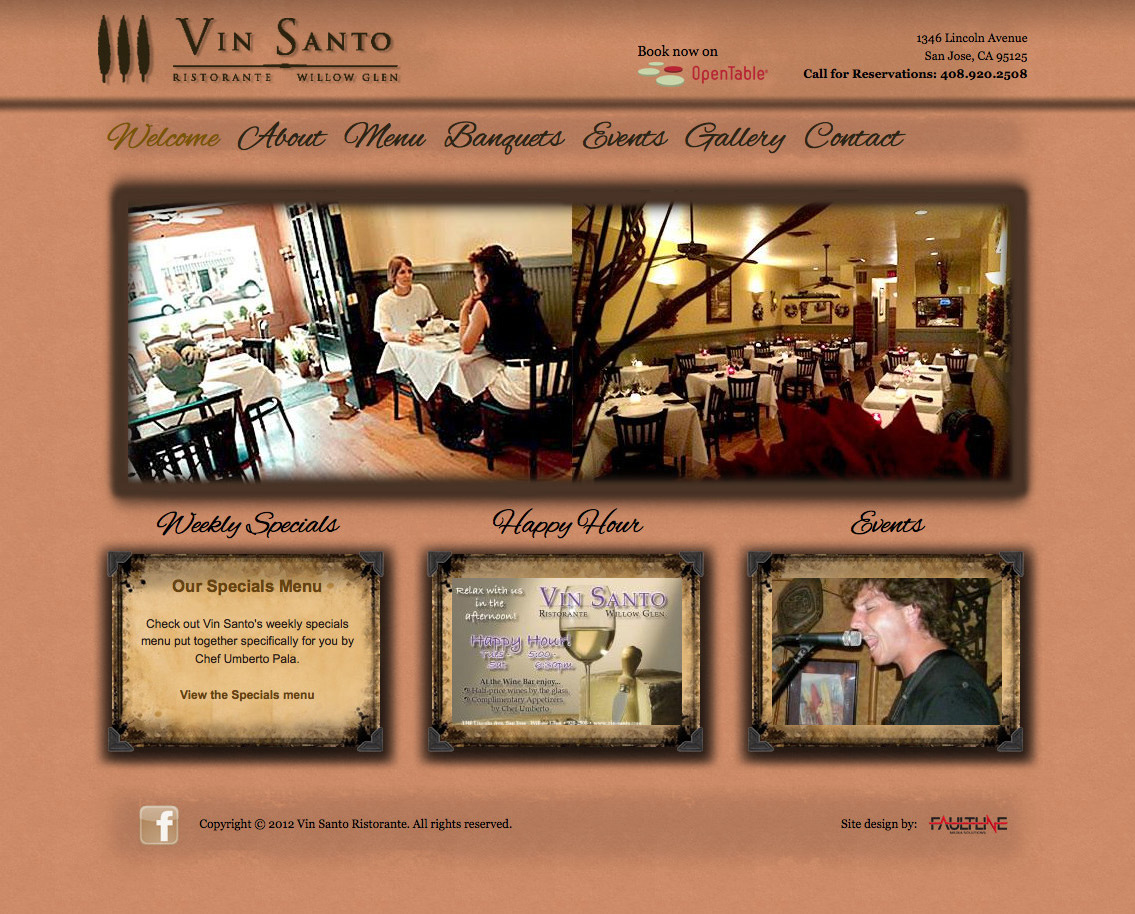 VIN SANTO
RISTORANTE WILLOW GLEN
Book now on
OpenTable
1346 Lincoln Avenue
San Jose, CA 95125
Call for Reservations: 408.920.2508
Welcome About Menu Banquets Events Gallery Contact
Weekly Specials
Our Specials Menu
Check out Vin Santo's weekly specials
menu put together specifically for you by
Chef Umberto Pala.
View the Specials menu
Happy Hour
Relax with us
in the
afternoon!
VIN SANTO
RISTORANTE WILLOW GLEN
Happy Hour!
Tues - 5:00 -
Sat 6:30pm
At the Wine Bar enjoy...
Half-price wines by the glass
Complimentary Appetizers
by Chef Umberto
Events
f
Copyright © 2012 Vin Santo Ristorante. All rights reserved.
Site design by:
FAULTLINE